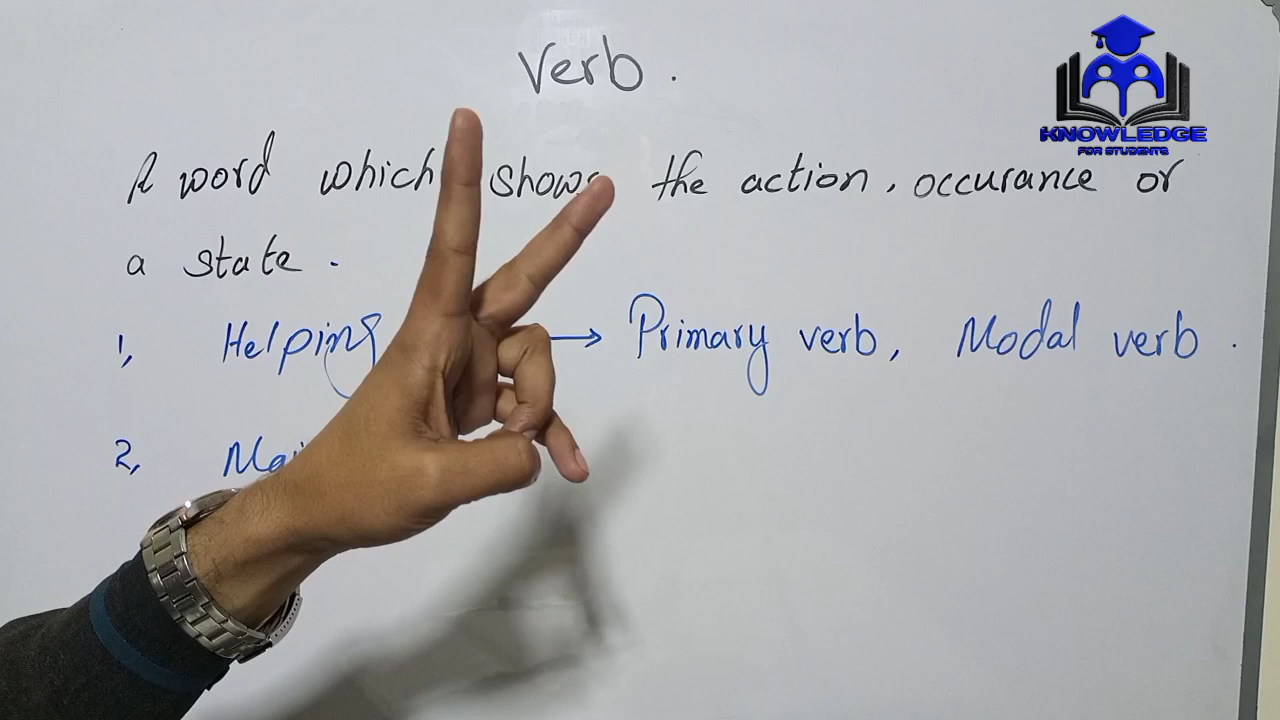 Verb .
A word which shows the action , occurance or
a state .
1, Helping → Primary verb , Modal verb .
2,
KNOWLEDGE
FOR STUDENTS